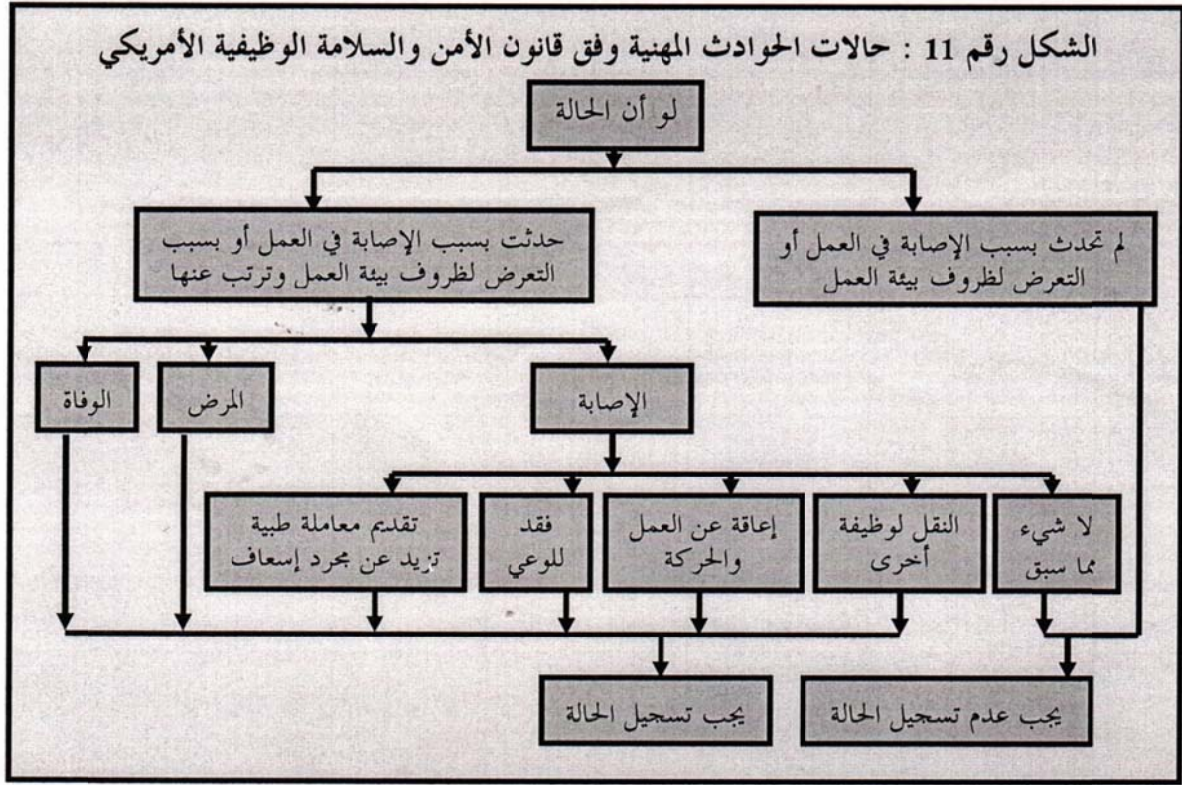 الشكل رقم 11 : حالات الحوادث المهنية وفق قانون الأمن والسلامة الوظيفية الأمريكي
لو أن الحالة
لم تحدث بسبب الإصابة في العمل أو
التعرض لظروف بيئة العمل
حدثت بسبب الإصابة في العمل أو بسبب
التعرض لظروف بيئة العمل وترتب عنها
الإصابة
المرض
الوفاة
لا شيء
مما سبق
النقل لوظيفة
أخرى
إعاقة عن العمل
والحركة
فقد
للوعي
تقديم معاملة طبية
تزيد عن مجرد إسعاف
يجب عدم تسجيل الحالة
يجب تسجيل الحالة